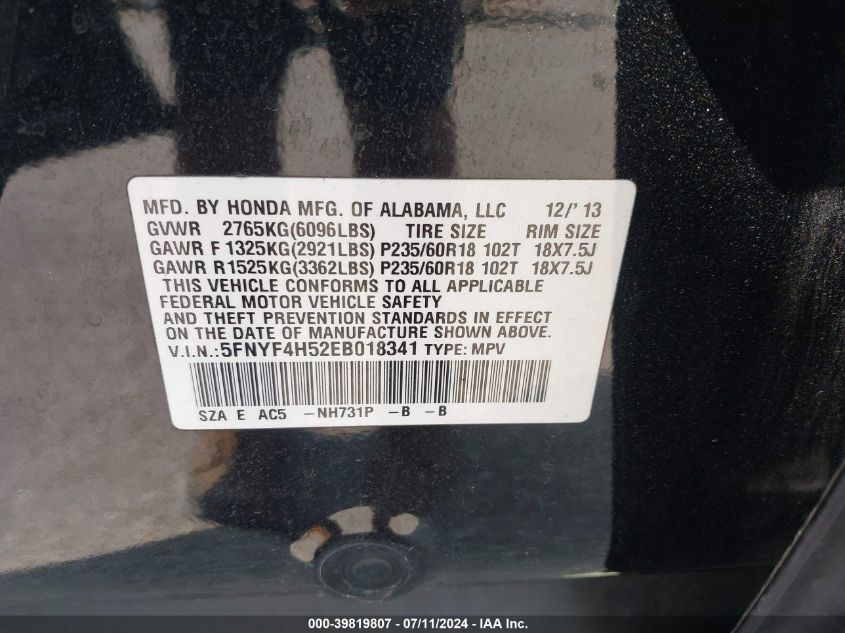 MFD. BY HONDA MFG. OF ALABAMA, LLC 12/' 13
GVWR 2765KG(6096LBS) TIRE SIZE RIM SIZE
GAWR F 1325KG(2921LBS) P235/60R18 102T 18X7.5J
GAWR R1525KG(3362LBS) P235/60R18 102T 18X7.5J
THIS VEHICLE CONFORMS TO ALL APPLICABLE
FEDERAL MOTOR VEHICLE SAFETY
AND THEFT PREVENTION STANDARDS IN EFFECT
ON THE DATE OF MANUFACTURE SHOWN ABOVE.
V.I.N.:5FNYF4H52EB018341 TYPE: MPV
SZA E AC5 -NH731P -B -B
000-39819807 / 07/11/2024 - IAA Inc.